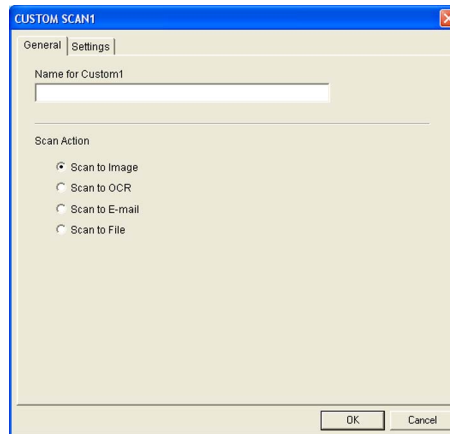 CUSTOM SCAN1
General Settings
Name for Custom1
Scan Action
Scan to Image
Scan to OCR
Scan to E-mail
Scan to File
OK Cancel